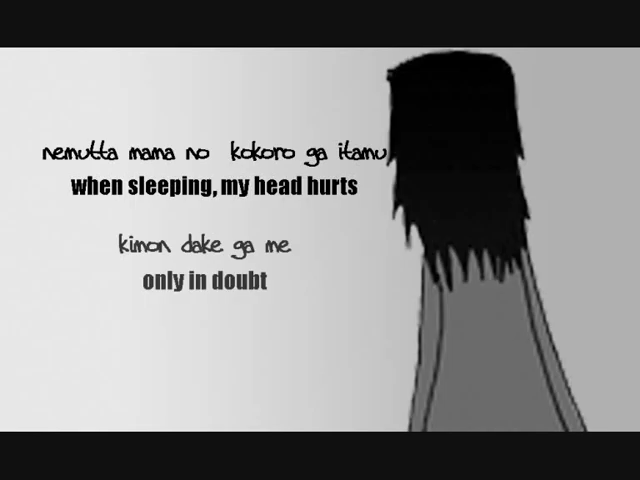 nemutta mama no kokoro ga itamu
when sleeping, my head hurts
kimon dake ga me
only in doubt